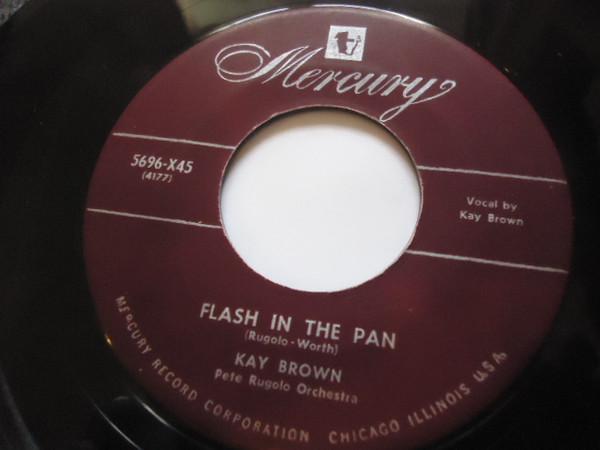 Mercury
5696-X45
(4177)
Vocal by
Kay Brown
FLASH IN THE PAN
(Rugolo-Worth)
KAY BROWN
Pete Rugolo Orchestra
MERCURY RECORD CORPORATION CHICAGO ILLINOIS U.S.A.